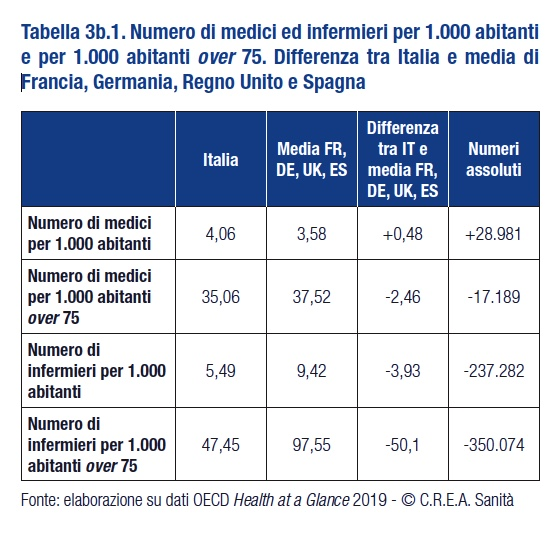 Tabella 3b.1. Numero di medici ed infermieri per 1.000 abitanti
e per 1.000 abitanti over 75. Differenza tra Italia e media di
Francia, Germania, Regno Unito e Spagna
Italia
Media FR,
DE, UK, ES
Differenza
tra IT e
media FR,
DE, UK, ES
Numeri
assoluti
Numero di medici
per 1.000 abitanti
4,06
3,58
+0,48
+28.981
Numero di medici
per 1.000 abitanti
over 75
35,06
37,52
-2,46
-17.189
Numero di
infermieri per 1.000
abitanti
5,49
9,42
-3,93
-237.282
Numero di
infermieri per 1.000
abitanti over 75
47,45
97,55
-50,1
-350.074
Fonte: elaborazione su dati OECD Health at a Glance 2019 - © C.R.E.A. Sanità